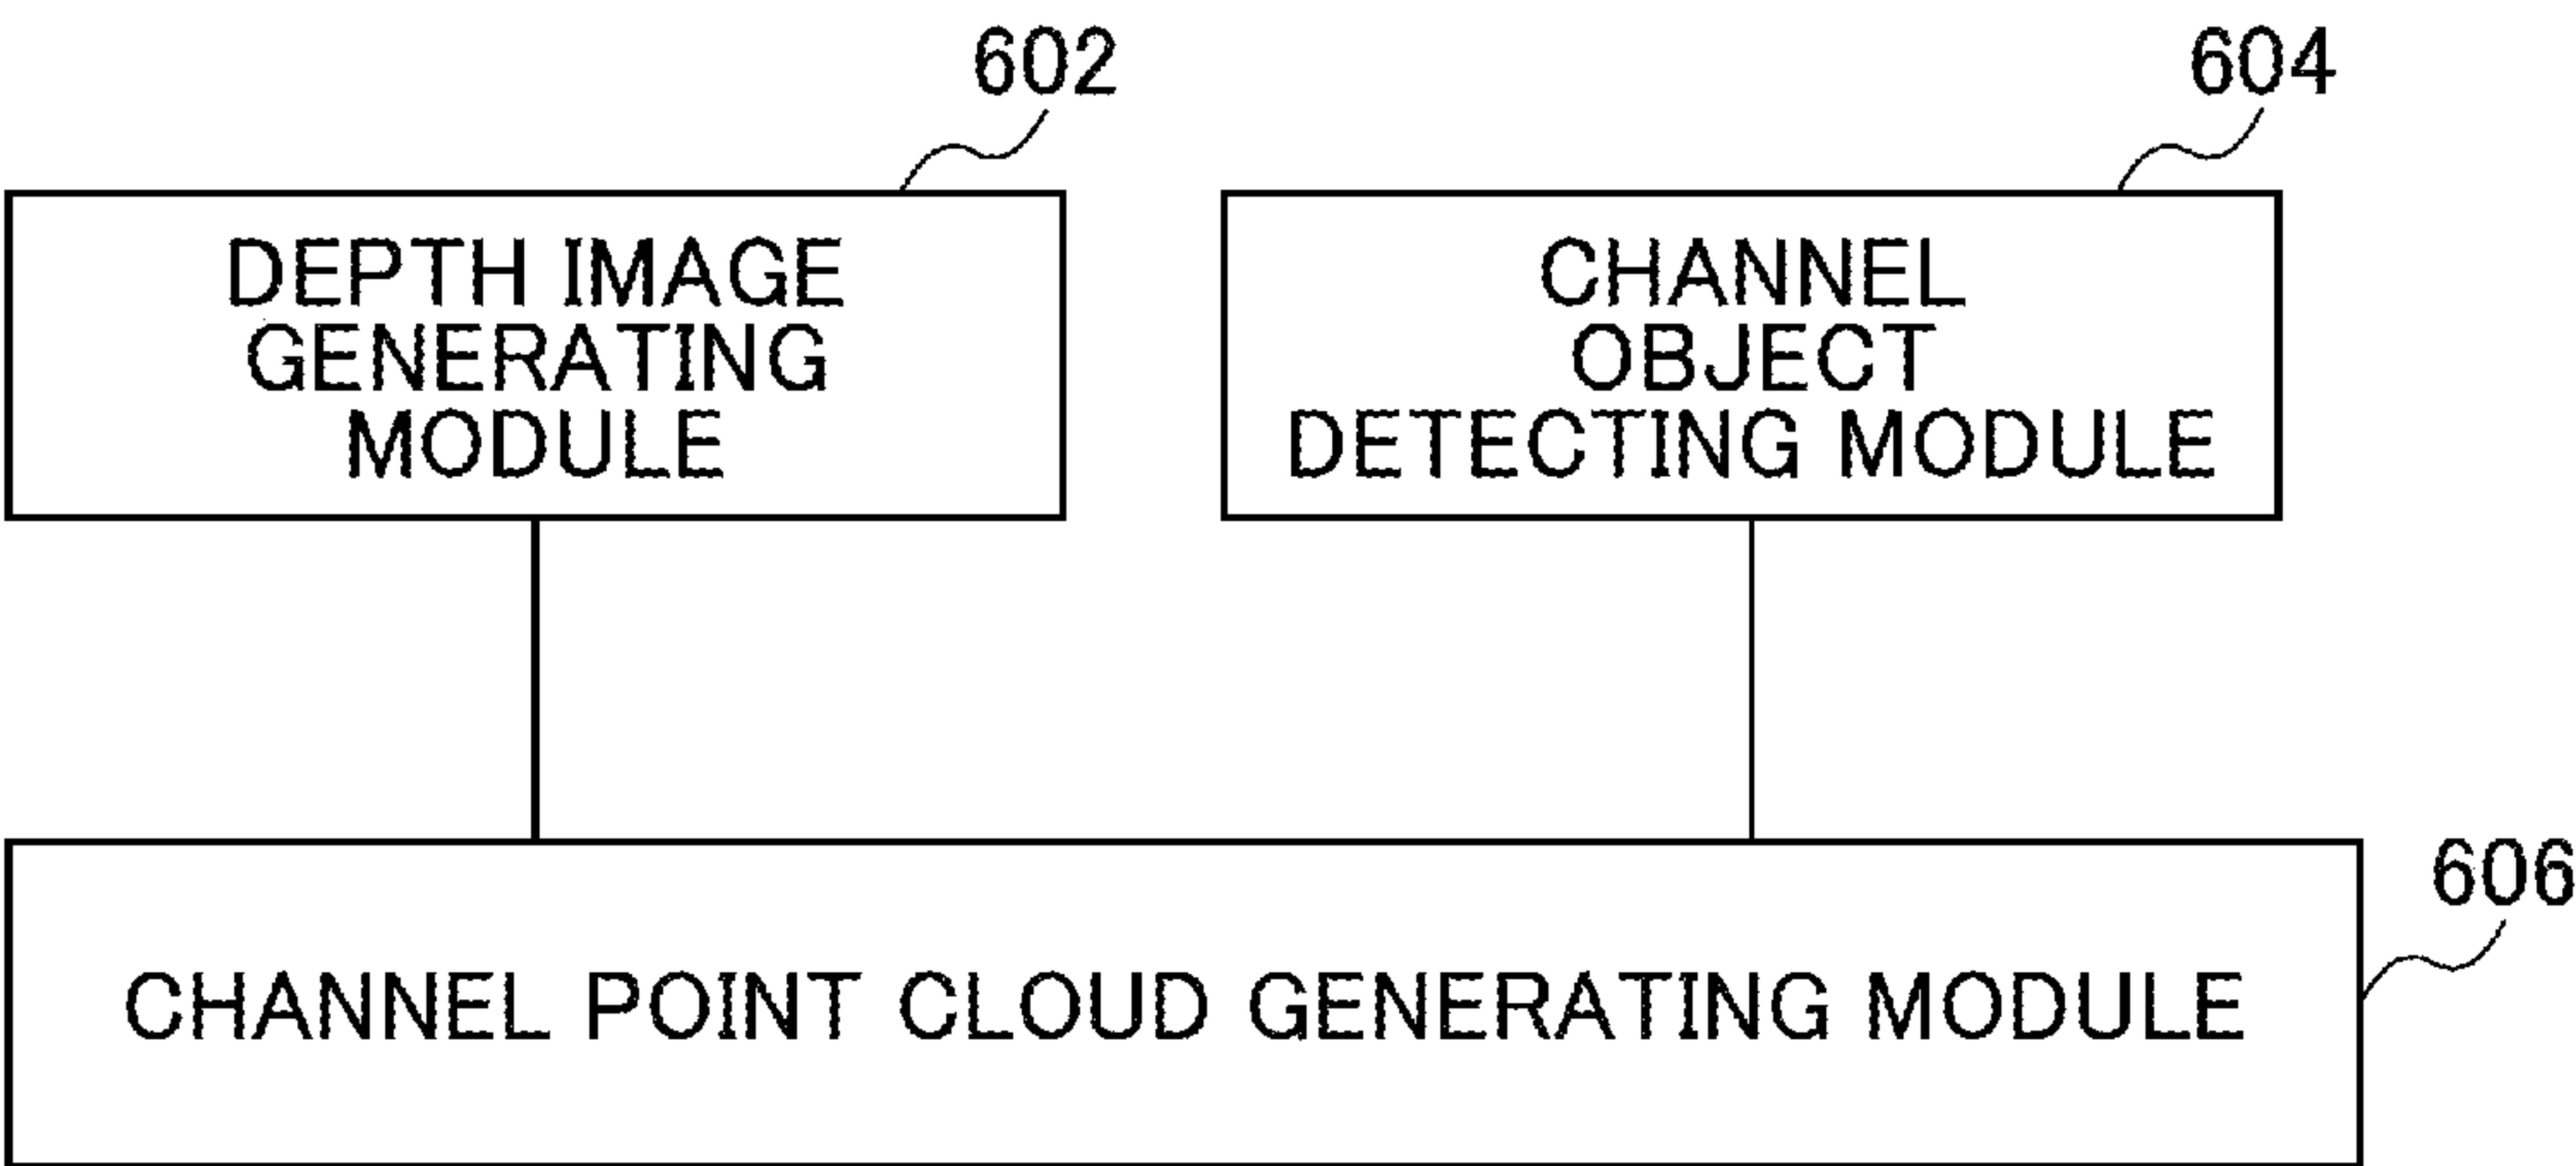 602
604
DEPTH IMAGE
GENERATING
MODULE
CHANNEL
OBJECT
DETECTING MODULE
606
CHANNEL POINT CLOUD GENERATING MODULE